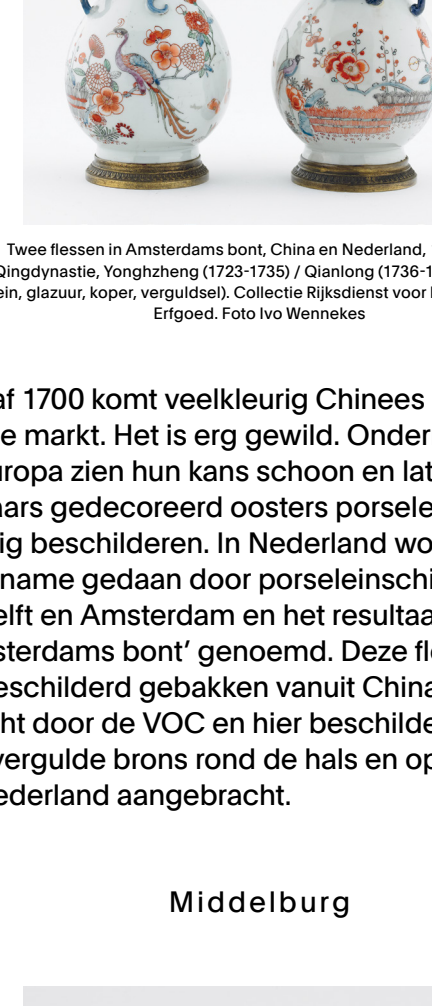 Twee flessen in Amsterdams bont, China en Nederland,
Qingdynastie, Yonghzheng (1723-1735) / Qianlong (1736-1
ein, glazuur, koper, verguldsel). Collectie Rijksdienst voor
Erfgoed. Foto Ivo Wennekes
af 1700 komt veelkleurig Chinees
e markt. Het is erg gewild. Onder
uropa zien hun kans schoon en lat
aars gedecoreerd oosters porsele
ig beschilderen. In Nederland wo
name gedaan door porseleinschi
elft en Amsterdam en het resultaa
sterdams bont’ genoemd. Deze fle
eschilderd gebakken vanuit China
ht door de VOC en hier beschilde
vergulde brons rond de hals en op
ederland aangebracht.
Middelburg